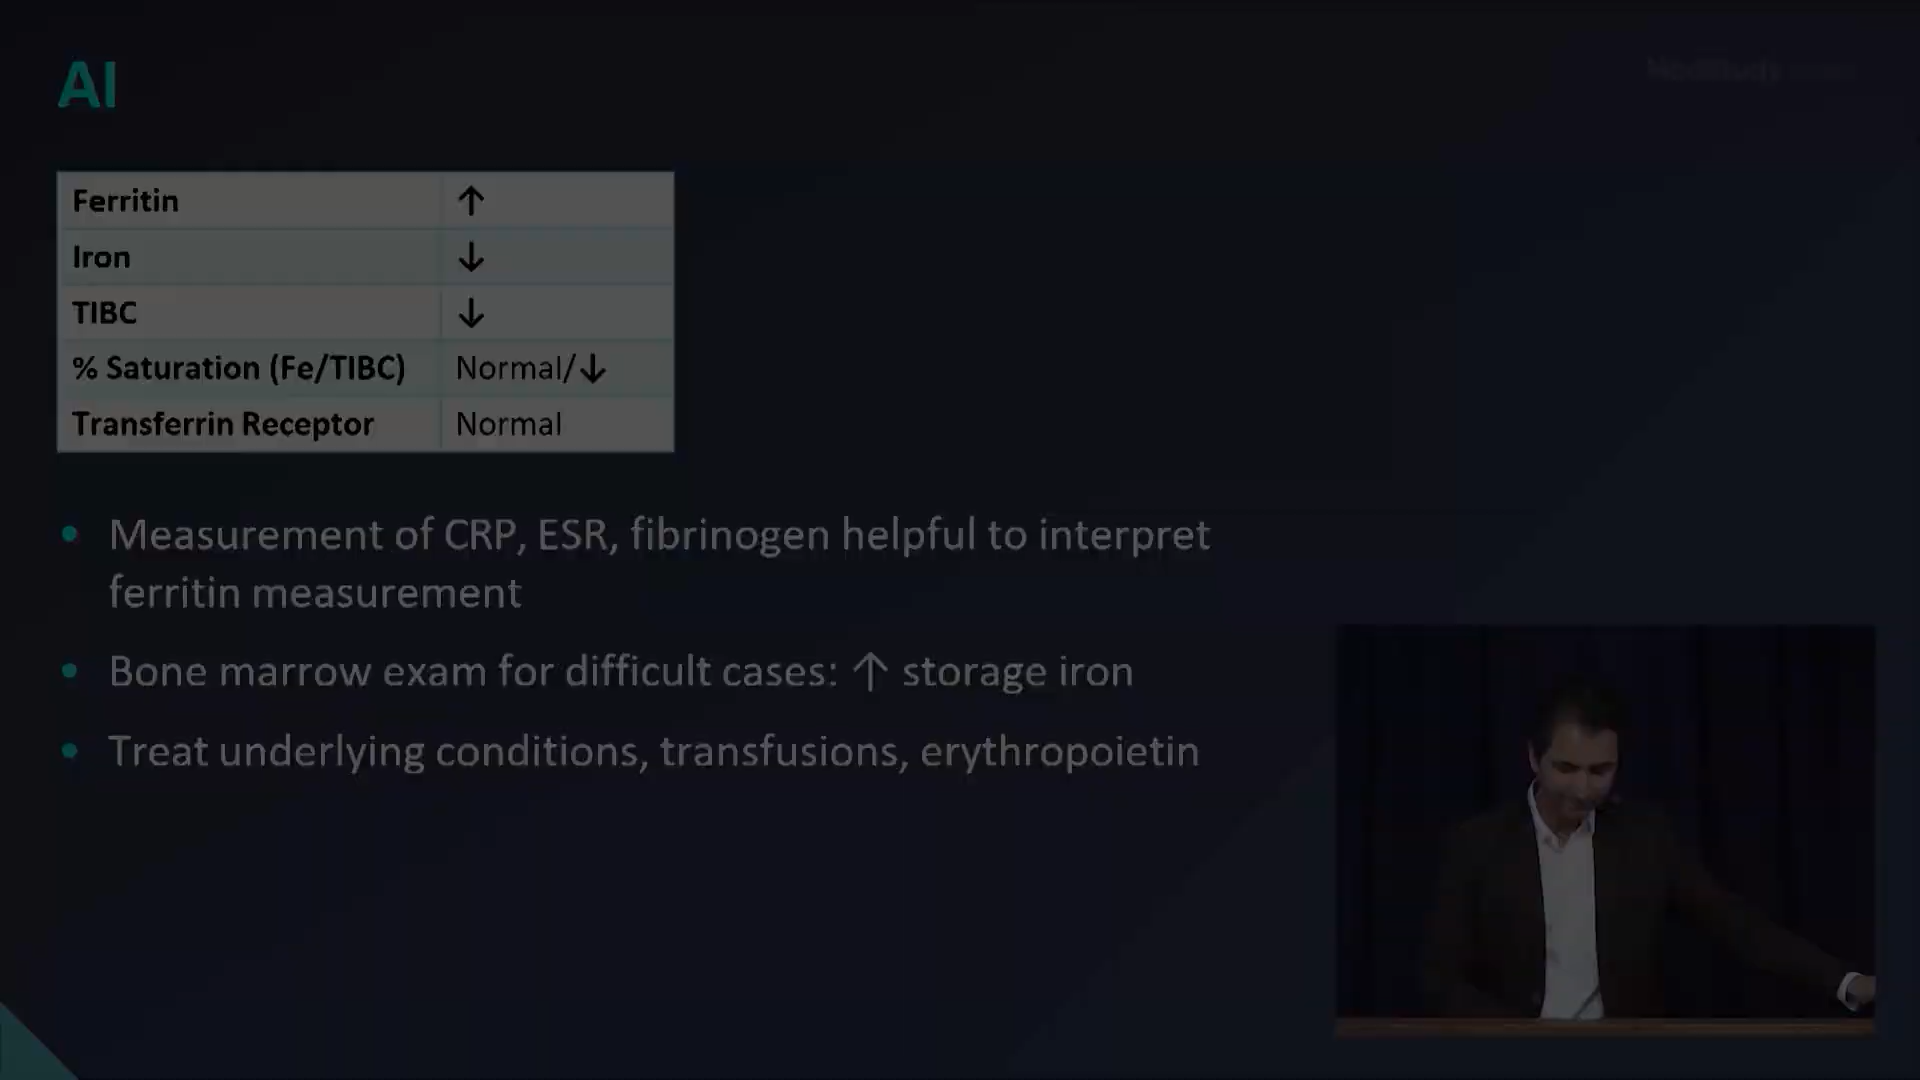 AI
Ferritin ↑
Iron ↓
TIBC ↓
% Saturation (Fe/TIBC) Normal/↓
Transferrin Receptor Normal
• Measurement of CRP, ESR, fibrinogen helpful to interpret
ferritin measurement
• Bone marrow exam for difficult cases: ↑ storage iron
• Treat underlying conditions, transfusions, erythropoietin